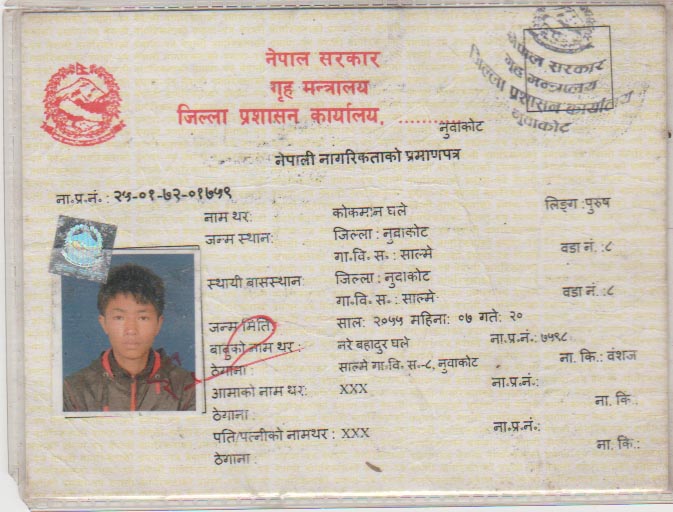 नेपाल सरकार
गृह मन्त्रालय
जिल्ला प्रशासन कार्यालय, ............
नुवाकोट
नेपाल सरकार
गृह मन्त्रालय
जिल्ला प्रशासन कार्यालय
नुवाकोट
नेपाली नागरिकताको प्रमाणपत्र
ना॰प्र॰नं॰ : २५-०१-७२-०१७५९
नाम थर: कोकमान घले लिङ्ग :पुरुष
जन्म स्थान: जिल्ला : नुवाकोट
गा॰वि॰ स॰ : साल्मे वडा नं॰ :८
स्थायी बासस्थान: जिल्ला : नुवाकोट
गा॰वि॰ स॰ : साल्मे वडा नं॰ :८
जन्म मिति: साल: २०५५ महिना: ०७ गते: २०
बाबुको नाम थर : नरे बहादुर घले ना॰प्र॰नं॰ :७५९८
ठेगाना: साल्मे गा॰वि॰ स॰-८, नुवाकोट ना॰ कि॰: वंशज
आमाको नाम थर: XXX ना॰प्र॰नं॰:
ठेगाना : ना॰ कि॰:
पति/पत्नीको नामथर : XXX ना॰प्र॰नं॰:
ठेगाना : ना॰ कि॰: